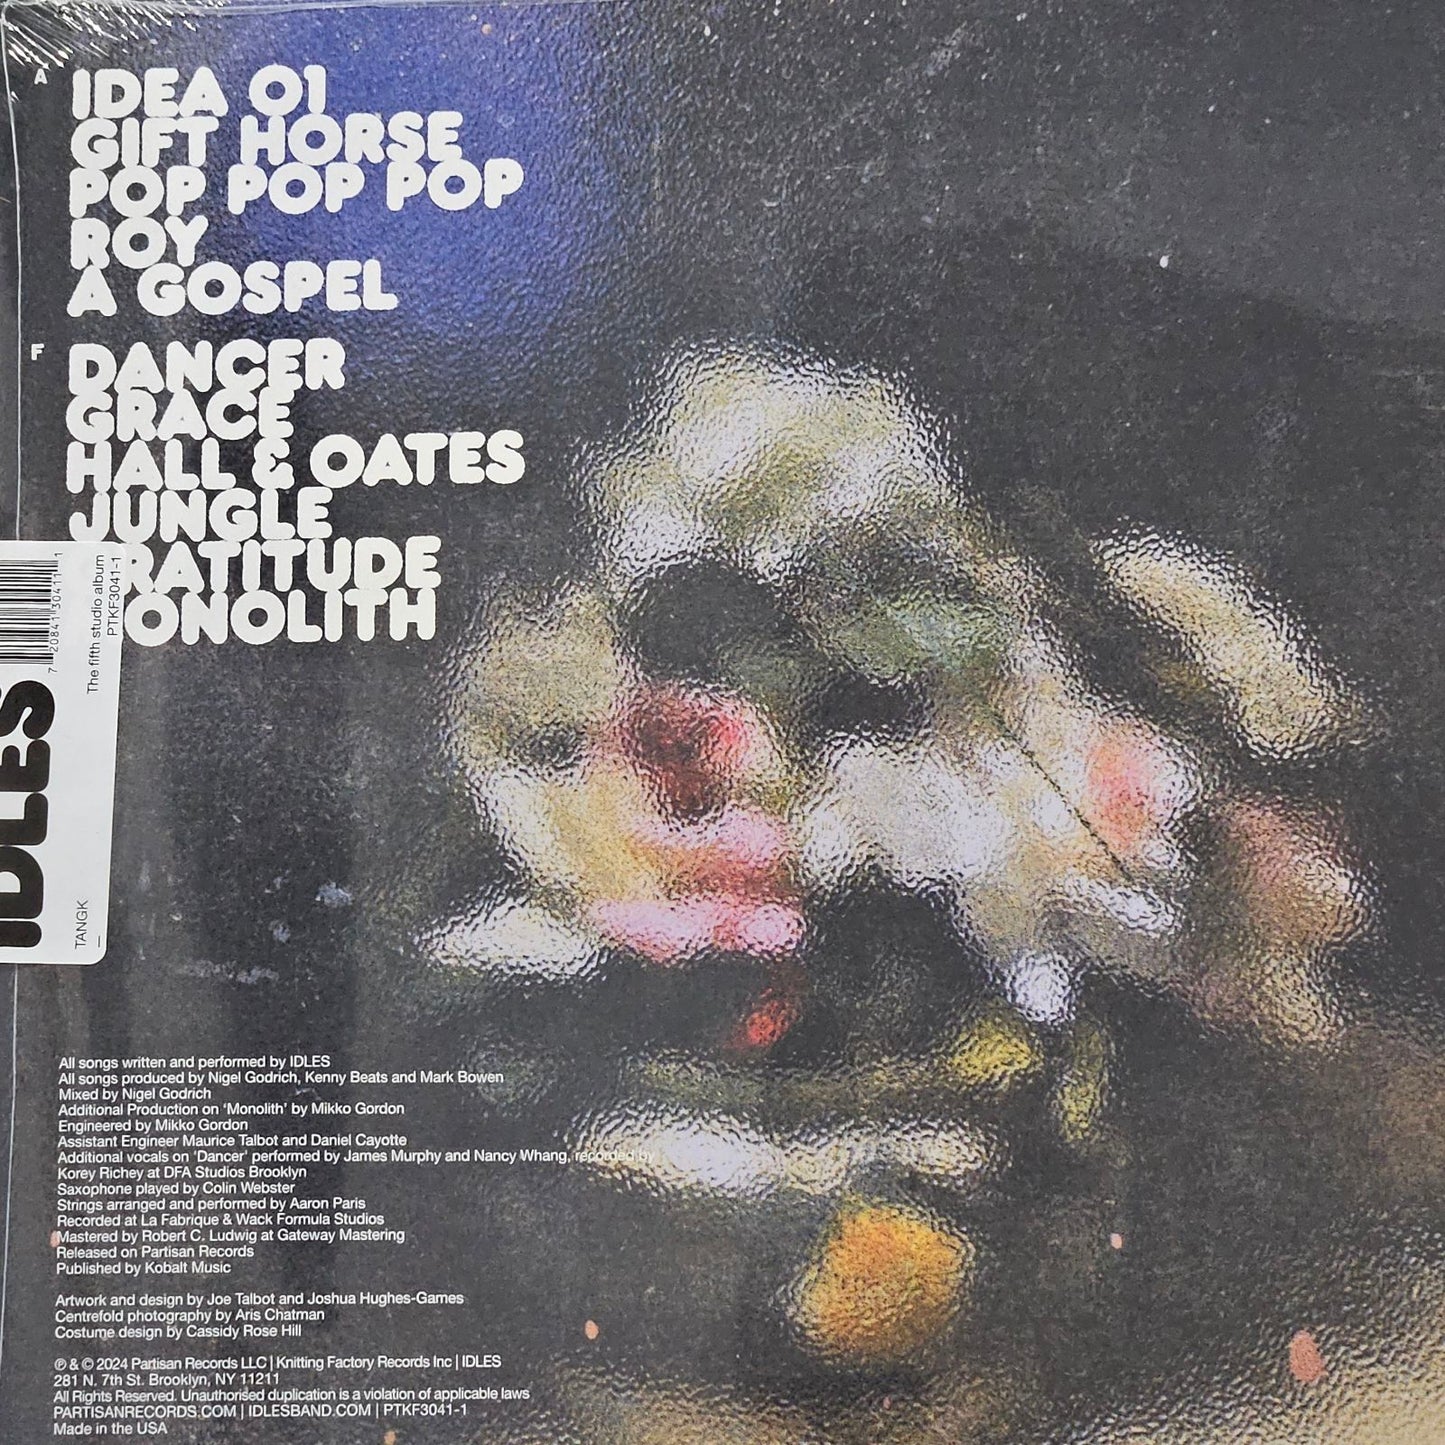 A
IDEA 01
GIFT HORSE
POP POP POP
ROY
A GOSPEL
F
DANCER
GRACE
HALL & OATES
JUNGLE
RATITUDE
ONOLITH
7 20841 30411 1
The fifth studio album
PTKF3041-1
IDLES
TANGK
All songs written and performed by IDLES
All songs produced by Nigel Godrich, Kenny Beats and Mark Bowen
Mixed by Nigel Godrich
Additional Production on ‘Monolith’ by Mikko Gordon
Engineered by Mikko Gordon
Assistant Engineer Maurice Talbot and Daniel Cayotte
Additional vocals on ‘Dancer’ performed by James Murphy and Nancy Whang, recorded by
Korey Richey at DFA Studios Brooklyn
Saxophone played by Colin Webster
Strings arranged and performed by Aaron Paris
Recorded at La Fabrique & Wack Formula Studios
Mastered by Robert C. Ludwig at Gateway Mastering
Released on Partisan Records
Published by Kobalt Music
Artwork and design by Joe Talbot and Joshua Hughes-Games
Centrefold photography by Aris Chatman
Costume design by Cassidy Rose Hill
℗ & © 2024 Partisan Records LLC | Knitting Factory Records Inc | IDLES
281 N. 7th St. Brooklyn, NY 11211
All Rights Reserved. Unauthorised duplication is a violation of applicable laws
PARTISANRECORDS.COM | IDLESBAND.COM | PTKF3041-1
Made in the USA